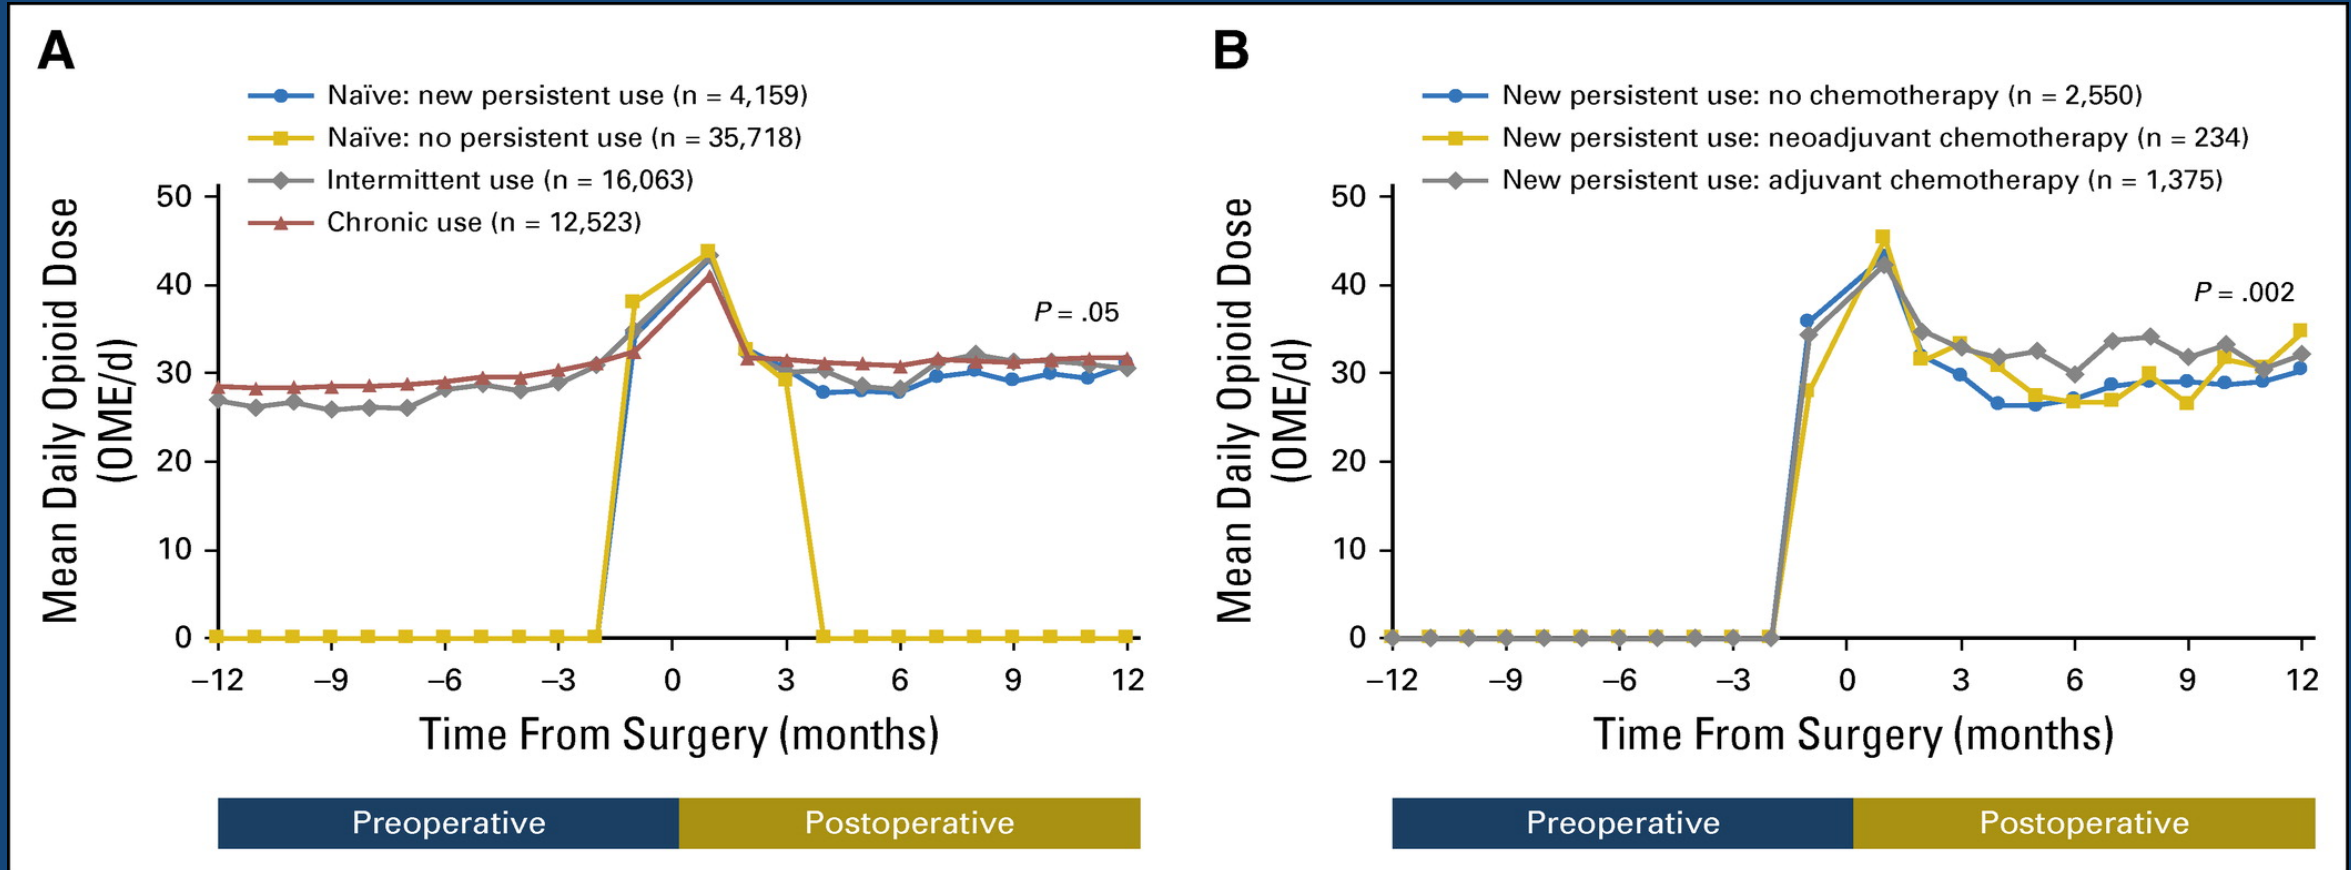 A
Naïve: new persistent use (n = 4,159)
Naïve: no persistent use (n = 35,718)
Intermittent use (n = 16,063)
Chronic use (n = 12,523)
Mean Daily Opioid Dose
(OME/d)
50
40
30
20
10
0
P = .05
–12
–9
–6
–3
0
3
6
9
12
Time From Surgery (months)
Preoperative
Postoperative
B
New persistent use: no chemotherapy (n = 2,550)
New persistent use: neoadjuvant chemotherapy (n = 234)
New persistent use: adjuvant chemotherapy (n = 1,375)
Mean Daily Opioid Dose
(OME/d)
50
40
30
20
10
0
P = .002
–12
–9
–6
–3
0
3
6
9
12
Time From Surgery (months)
Preoperative
Postoperative